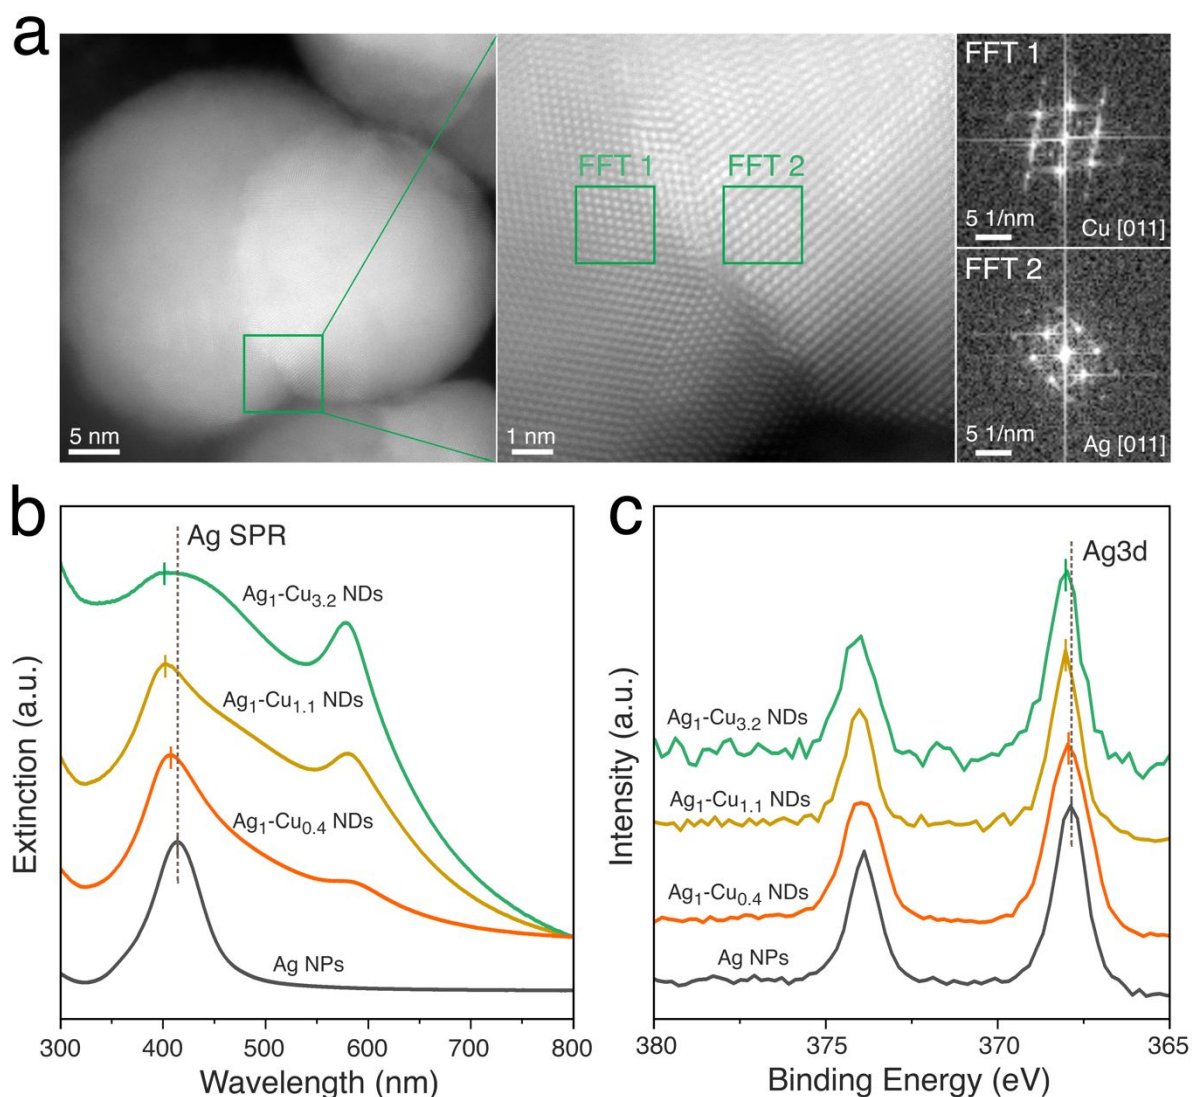 a
FFT 1
FFT 2
5 nm
1 nm
FFT 1
5 1/nm
Cu [011]
FFT 2
5 1/nm
Ag [011]
b
Ag SPR
Ag₁-Cu₃.₂ NDs
Ag₁-Cu₁.₁ NDs
Ag₁-Cu₀.₄ NDs
Ag NPs
Extinction (a.u.)
300 400 500 600 700 800
Wavelength (nm)
c
Ag3d
Ag₁-Cu₃.₂ NDs
Ag₁-Cu₁.₁ NDs
Ag₁-Cu₀.₄ NDs
Ag NPs
Intensity (a.u.)
380 375 370 365
Binding Energy (eV)